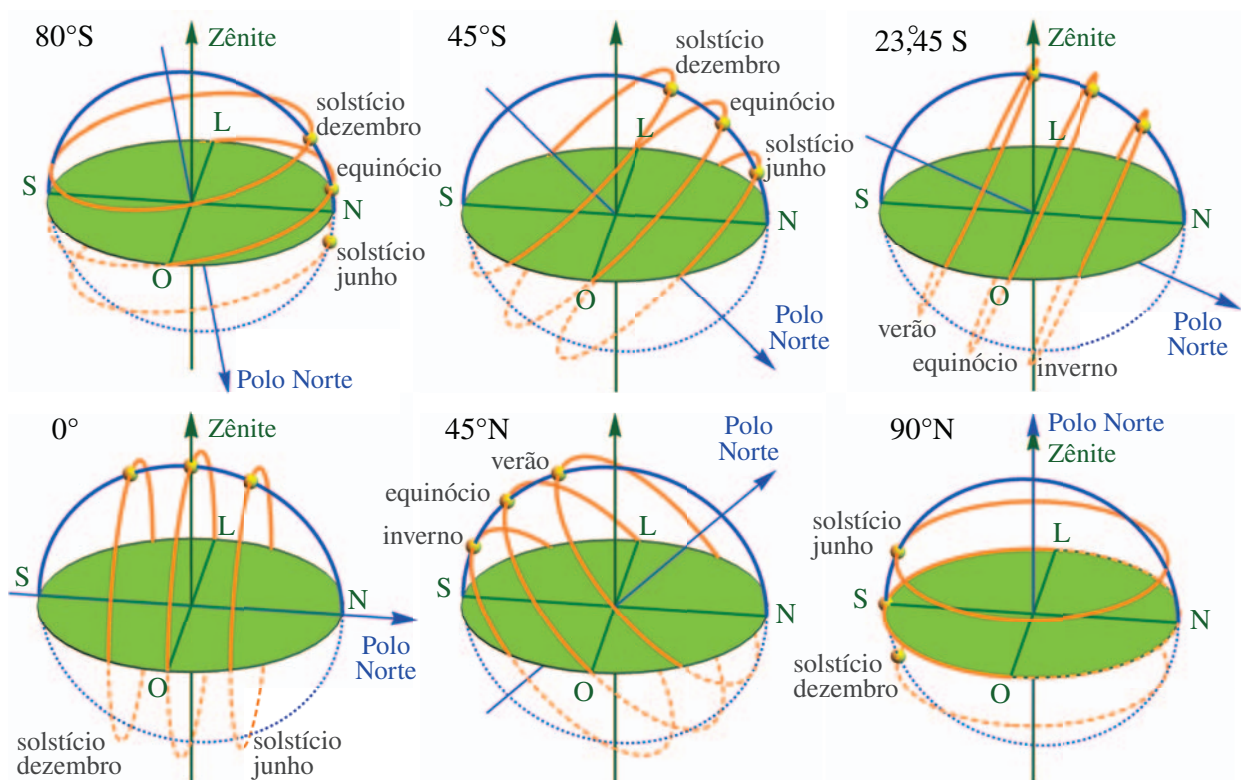 80°S
Zênite
solstício
dezembro
L
equinócio
S
N
solstício
junho
O
Polo Norte
45°S
solstício
dezembro
equinócio
L
solstício
junho
S
N
O
Polo
Norte
23,45° S
Zênite
L
S
N
O
verão
equinócio
inverno
Polo
Norte
0°
Zênite
L
S
N
Polo
Norte
O
solstício
dezembro
solstício
junho
45°N
Polo
Norte
verão
equinócio
L
inverno
S
N
O
90°N
Polo Norte
Zênite
solstício
junho
L
S
N
solstício
dezembro
O